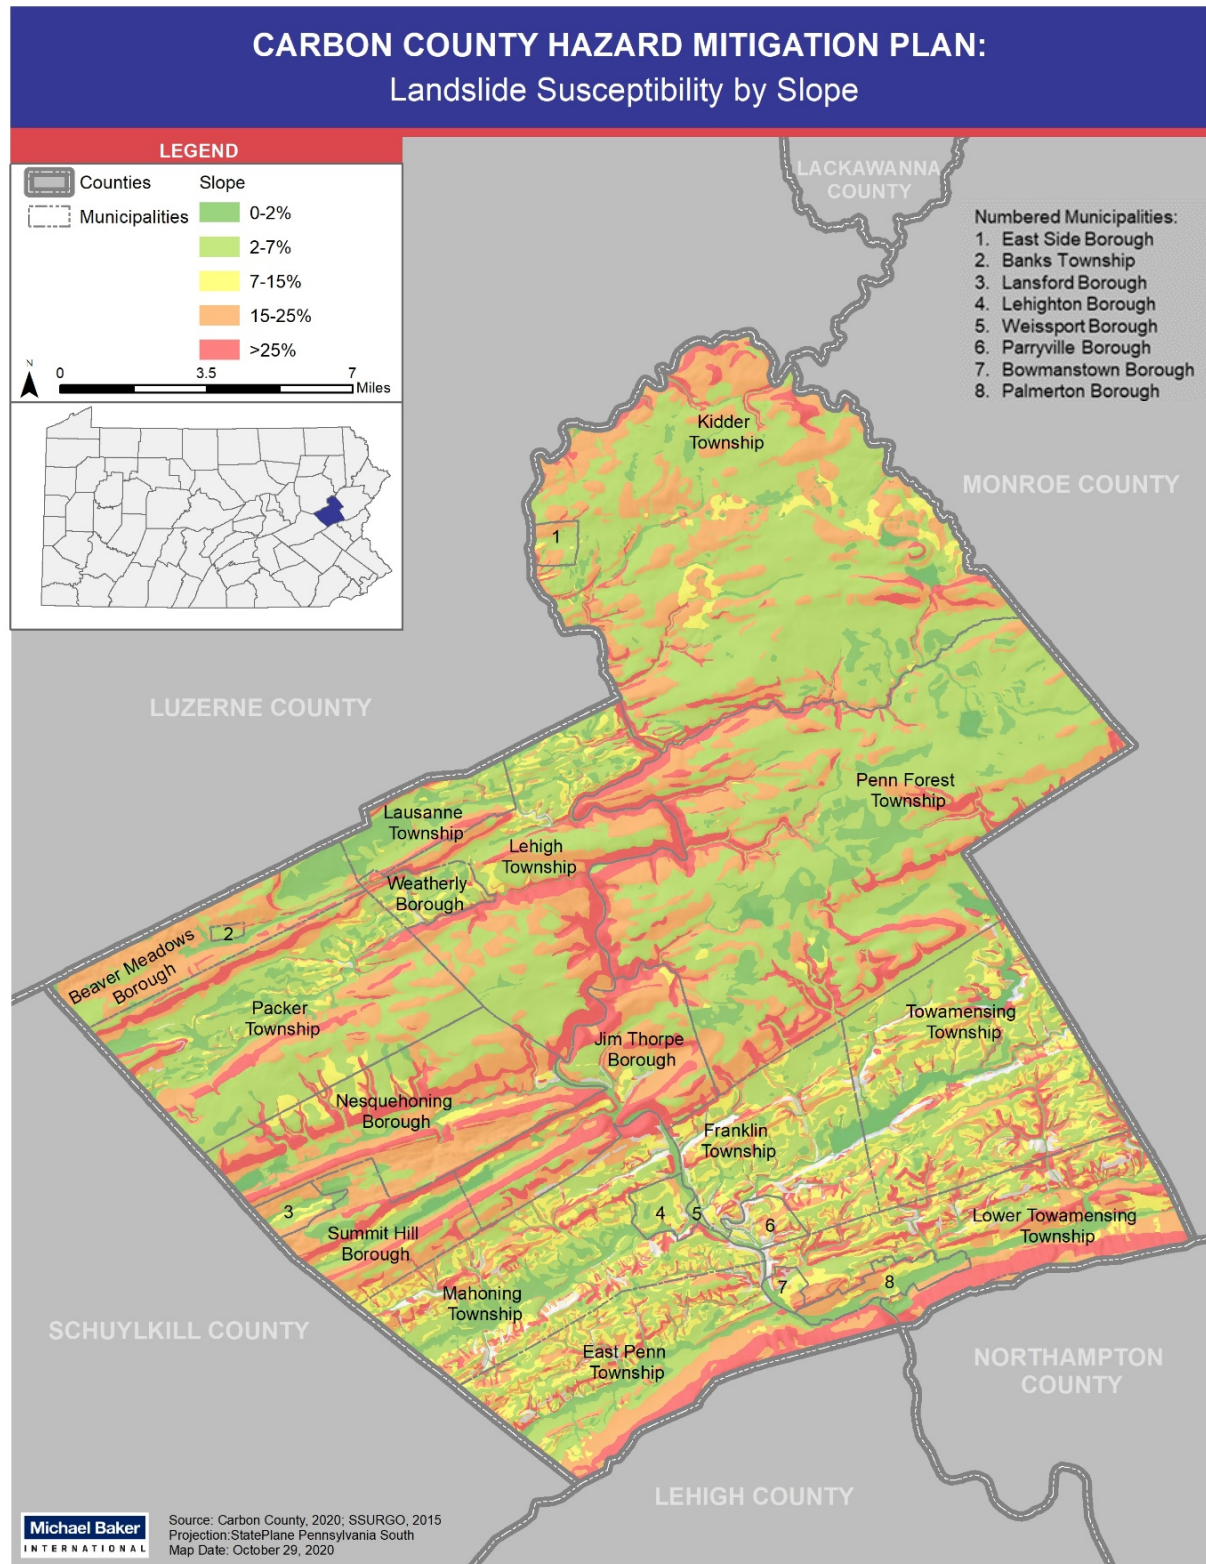 CARBON COUNTY HAZARD MITIGATION PLAN:
Landslide Susceptibility by Slope
LEGEND
Counties
Municipalities
Slope
0-2%
2-7%
7-15%
15-25%
>25%
N
0 3.5 7
Miles
LACKAWANNA
COUNTY
Numbered Municipalities:
1. East Side Borough
2. Banks Township
3. Lansford Borough
4. Lehighton Borough
5. Weissport Borough
6. Parryville Borough
7. Bowmanstown Borough
8. Palmerton Borough
Kidder
Township
MONROE COUNTY
1
LUZERNE COUNTY
Penn Forest
Township
Lausanne
Township
Lehigh
Township
Weatherly
Borough
2
Beaver Meadows
Borough
Packer
Township
Towamensing
Township
Jim Thorpe
Borough
Nesquehoning
Borough
Franklin
Township
3
4
5
6
Summit Hill
Borough
Lower Towamensing
Township
7
8
Mahoning
Township
SCHUYLKILL COUNTY
East Penn
Township
NORTHAMPTON
COUNTY
LEHIGH COUNTY
Michael Baker
INTERNATIONAL
Source: Carbon County, 2020; SSURGO, 2015
Projection:StatePlane Pennsylvania South
Map Date: October 29, 2020